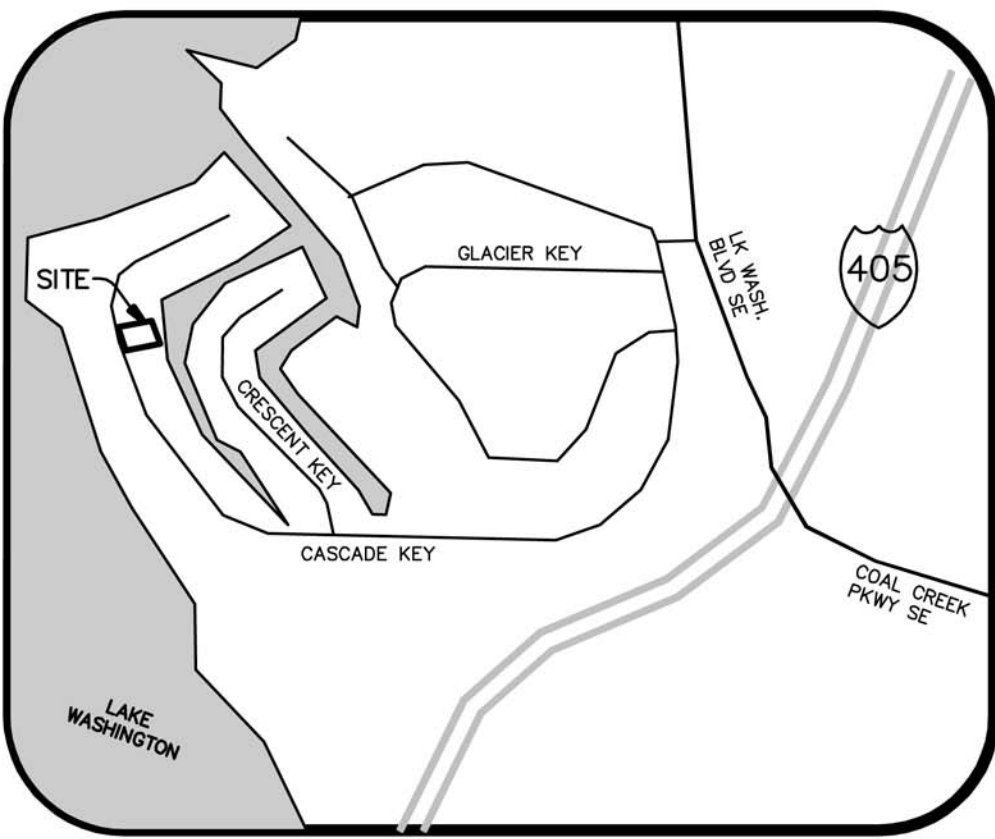 GLACIER KEY
LK WASH.
BLVD SE
405
SITE
CRESCENT KEY
CASCADE KEY
COAL CREEK
PKWY SE
LAKE
WASHINGTON